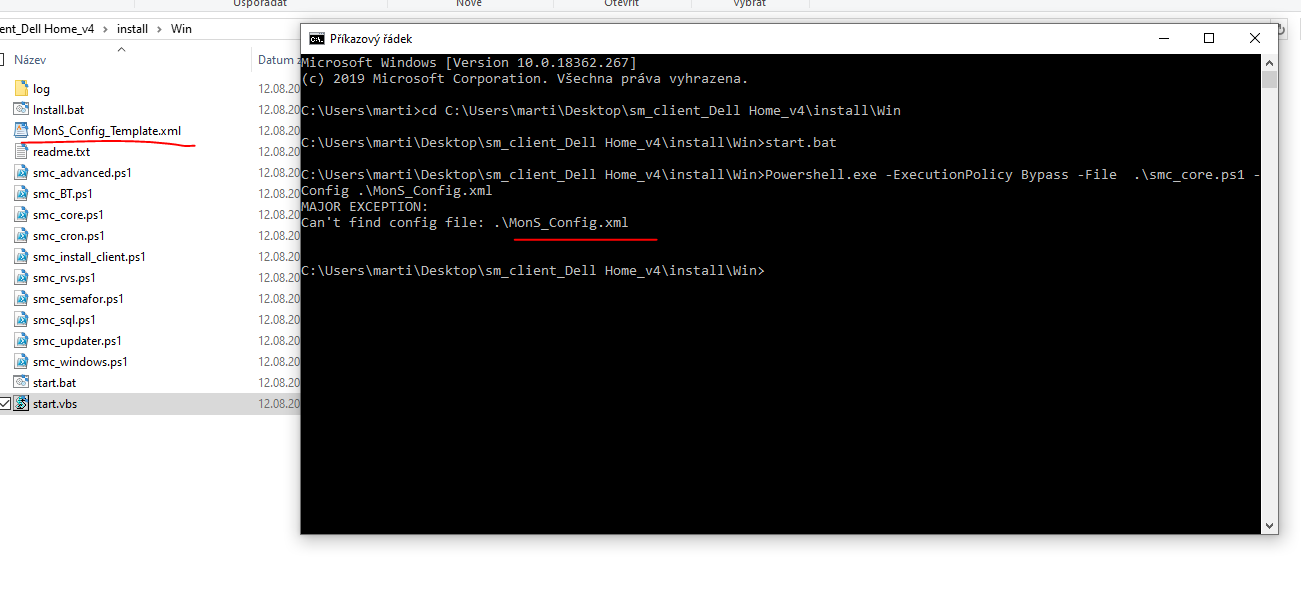 Uspořádat Nové Otevřít Vybrat
ent_Dell Home_v4 > install > Win
Název Datum
log 12.08.20
Install.bat 12.08.20
MonS_Config_Template.xml 12.08.20
readme.txt 12.08.20
smc_advanced.ps1 12.08.20
smc_BT.ps1 12.08.20
smc_core.ps1 12.08.20
smc_cron.ps1 12.08.20
smc_install_client.ps1 12.08.20
smc_rvs.ps1 12.08.20
smc_semafor.ps1 12.08.20
smc_sql.ps1 12.08.20
smc_updater.ps1 12.08.20
smc_windows.ps1 12.08.20
start.bat 12.08.20
start.vbs 12.08.20
Příkazový řádek
Microsoft Windows [Version 10.0.18362.267]
(c) 2019 Microsoft Corporation. Všechna práva vyhrazena.
C:\Users\marti>cd C:\Users\marti\Desktop\sm_client_Dell Home_v4\install\Win
C:\Users\marti\Desktop\sm_client_Dell Home_v4\install\Win>start.bat
C:\Users\marti\Desktop\sm_client_Dell Home_v4\install\Win>Powershell.exe -ExecutionPolicy Bypass -File  .\smc_core.ps1 -
Config .\MonS_Config.xml
MAJOR EXCEPTION:
Can't find config file: .\MonS_Config.xml
C:\Users\marti\Desktop\sm_client_Dell Home_v4\install\Win>